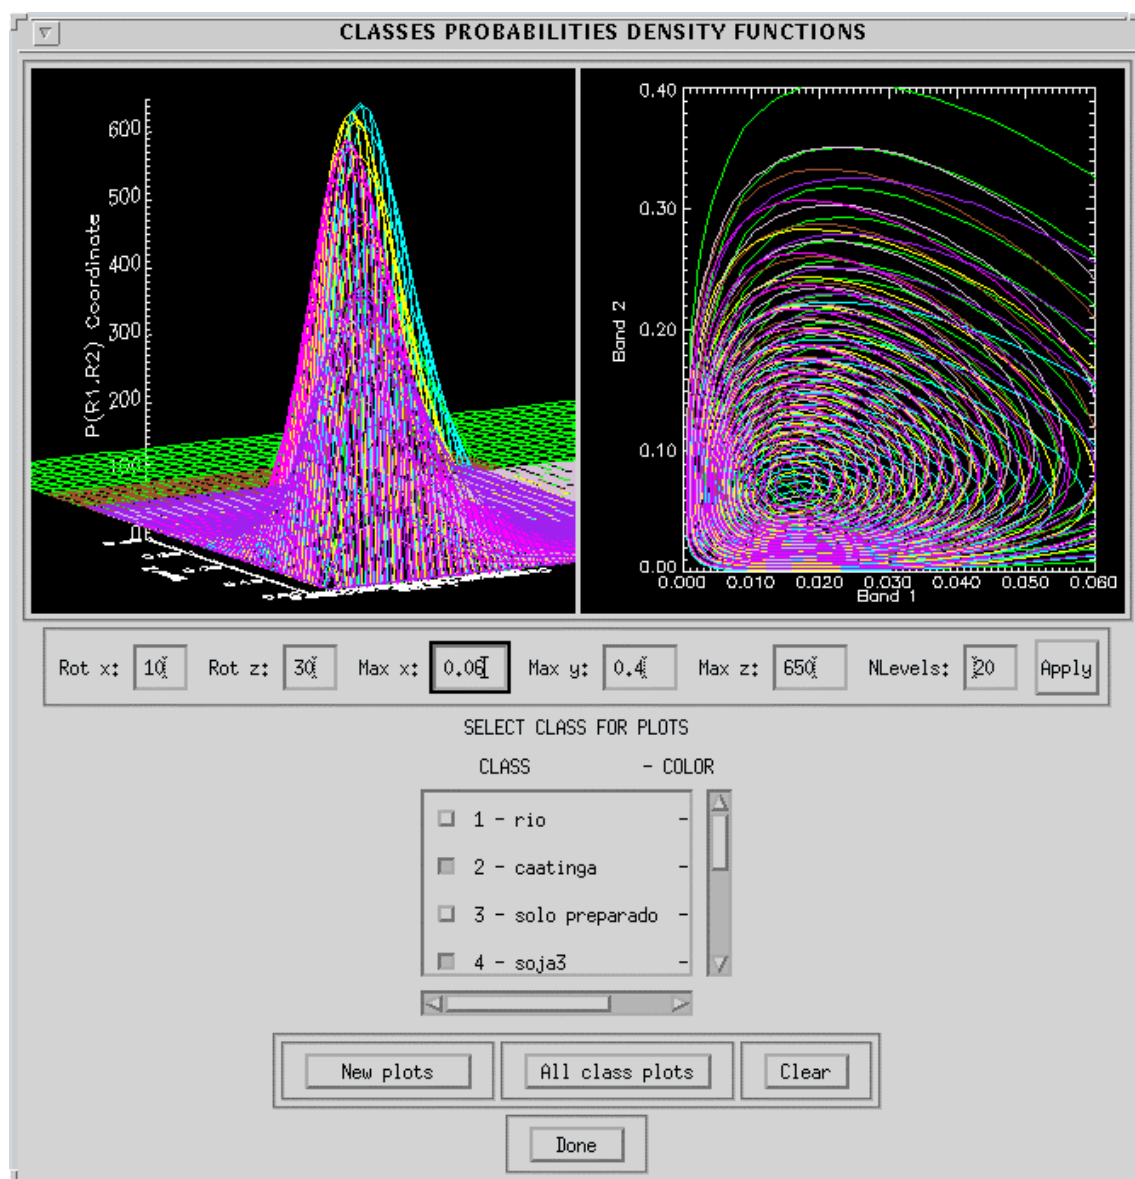 CLASSES PROBABILITIES DENSITY FUNCTIONS
600
500
400
300
200
P(R1,R2) Coordinate
0.40
0.30
0.20
0.10
0.00
Band 2
0.000 0.010 0.020 0.030 0.040 0.050 0.060
Band 1
Rot x: 10 Rot z: 30 Max x: 0.06 Max y: 0.4 Max z: 650 NLevels: 20 Apply
SELECT CLASS FOR PLOTS
CLASS - COLOR
1 - rio -
2 - caatinga -
3 - solo preparado -
4 - soja3 -
New plots All class plots Clear
Done